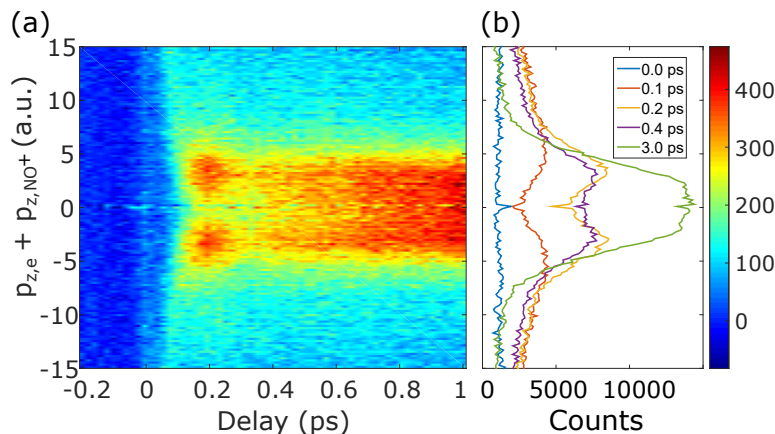 (a)
(b)
15
10
5
0
-5
-10
-15
p_z,e + p_z,NO+ (a.u.)
-0.2 0 0.2 0.4 0.6 0.8 1
Delay (ps)
0.0 ps
0.1 ps
0.2 ps
0.4 ps
3.0 ps
0 5000 10000
Counts
400
300
200
100
0